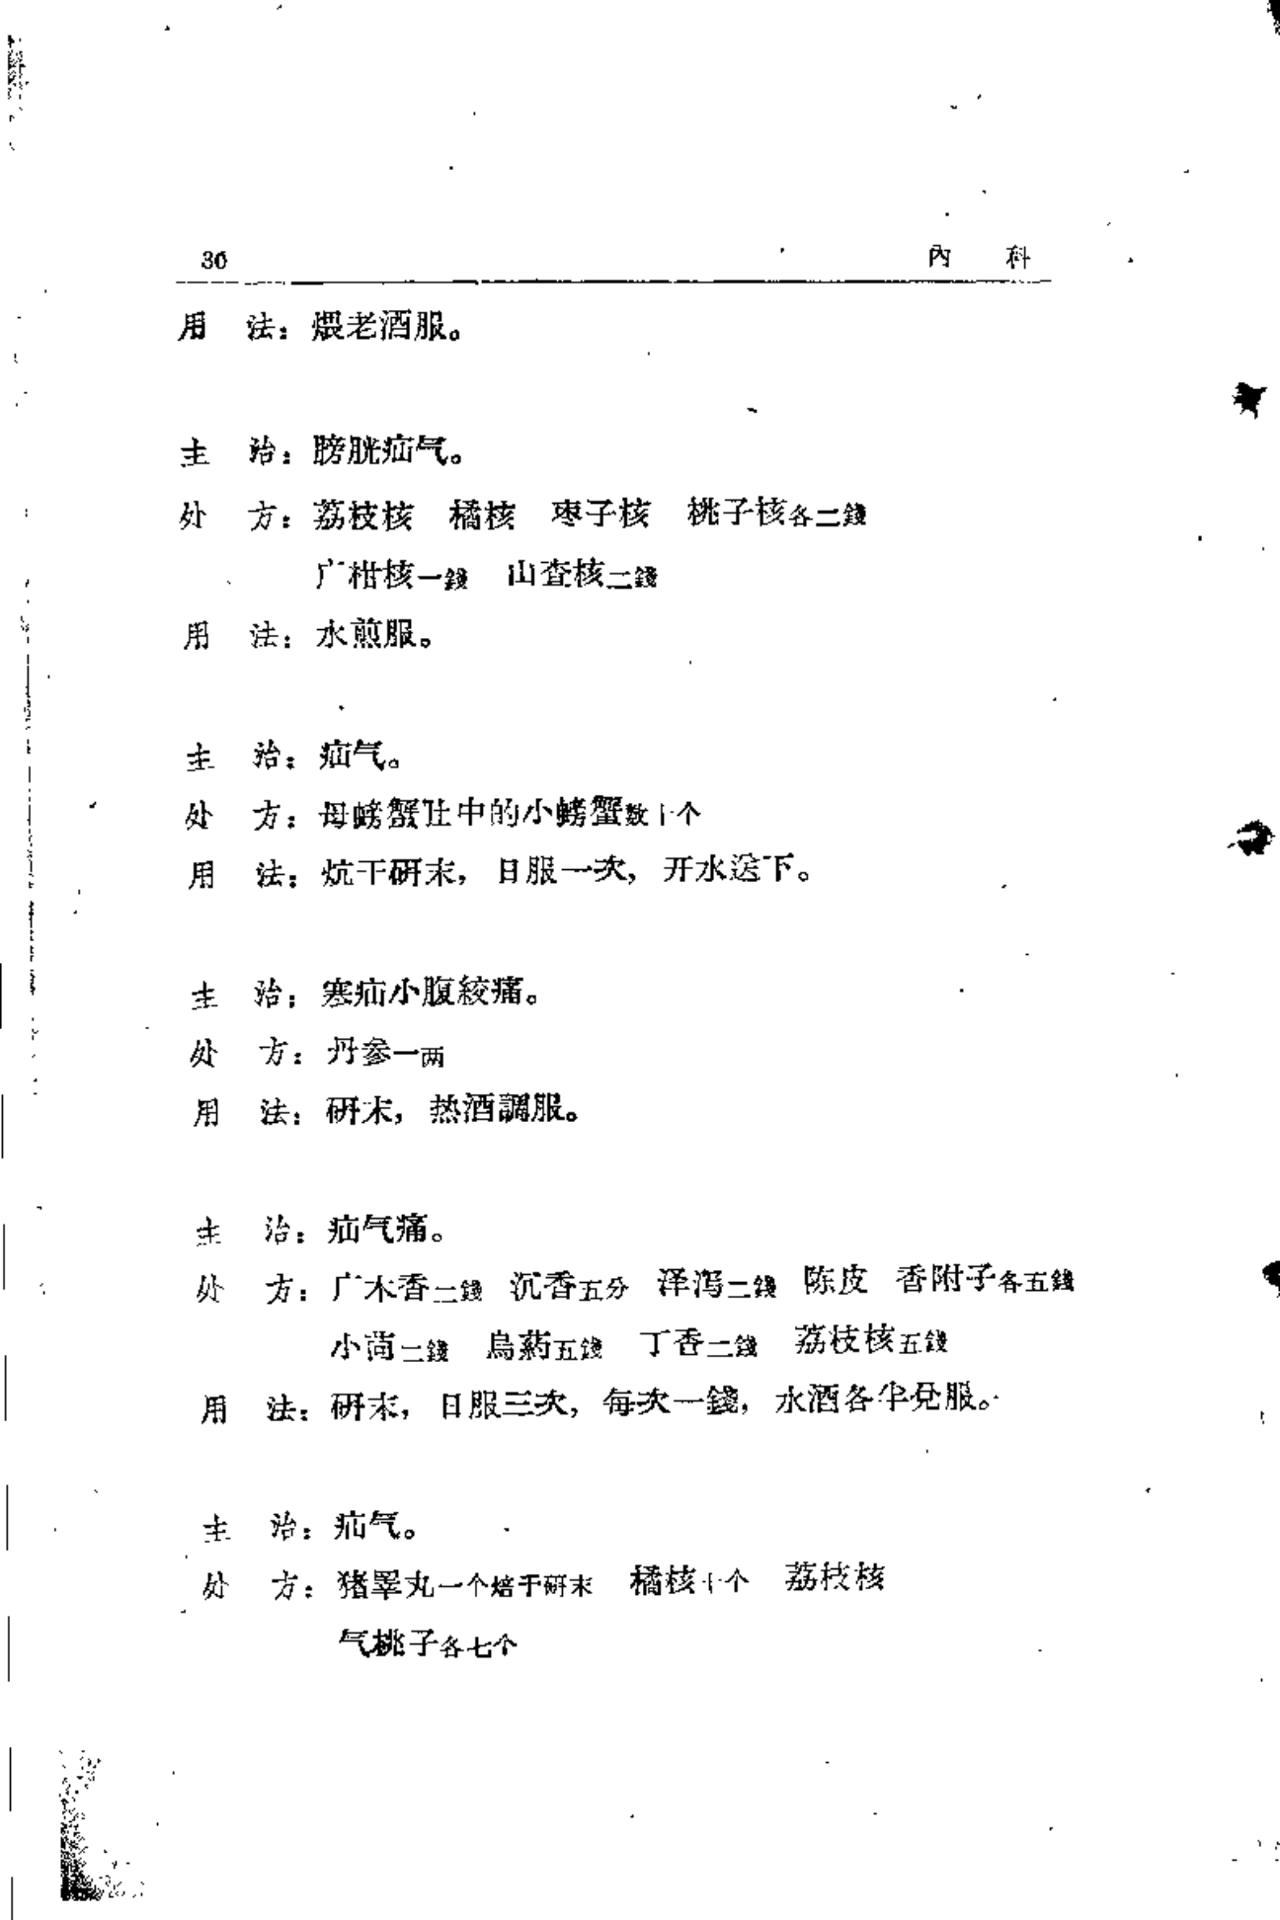 36 內 科
用 法：煨老酒服。
主 治：膀胱疝气。
处 方：荔枝核 橘核 枣子核 桃子核各二錢
广柑核一錢 山查核二錢
用 法：水煎服。
主 治：疝气。
处 方：母螃蟹肚中的小螃蟹数十个
用 法：炕干研末，日服一次，开水送下。
主 治：寒疝小腹絞痛。
处 方：丹参一两
用 法：研末，热酒調服。
主 治：疝气痛。
处 方：广木香二錢 沉香五分 泽泻二錢 陈皮 香附子各五錢
小茴二錢 烏葯五錢 丁香二錢 荔枝核五錢
用 法：研末，日服三次，每次一錢，水酒各半兌服。
主 治：疝气。
处 方：猪睪丸一个焙干研末 橘核十个 荔枝核
气桃子各七个